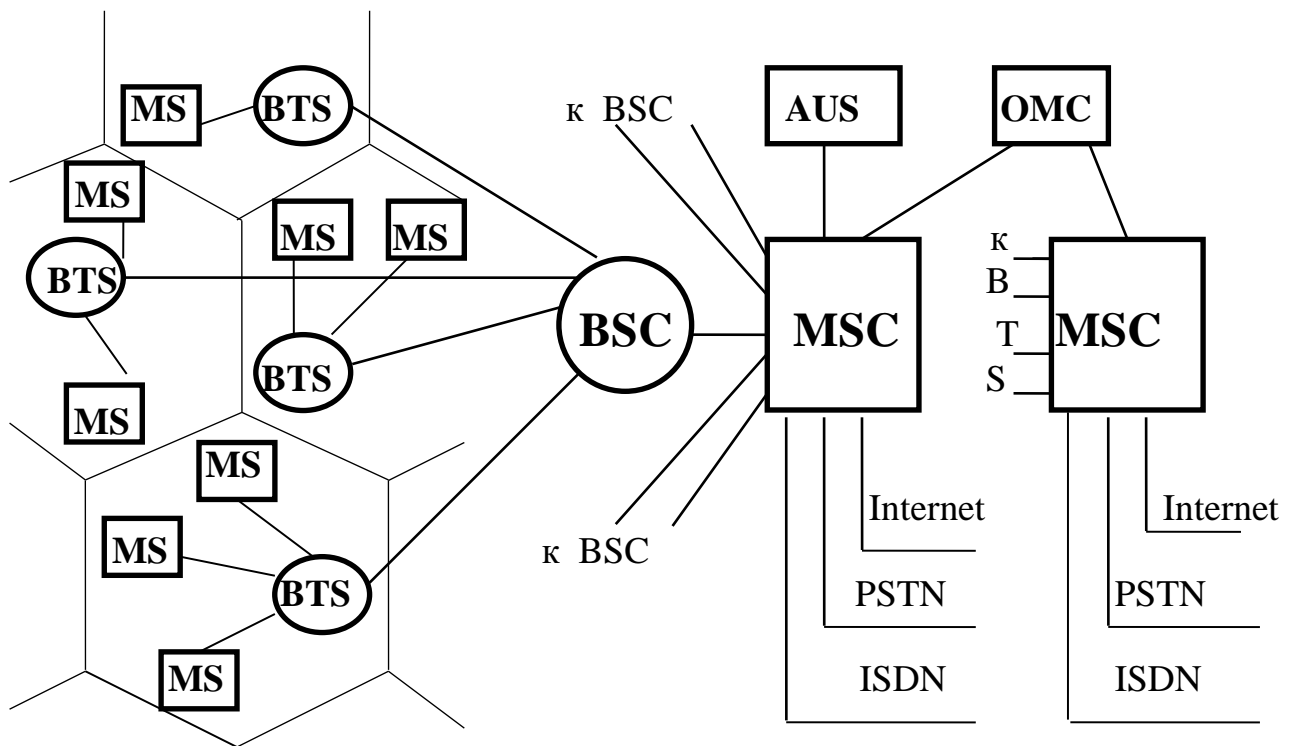 MS
BTS
к BSC
AUS
OMC
MS
MS
MS
BTS
BSC
MSC
к
В
Т
S
MSC
BTS
MS
MS
MS
BTS
MS
к BSC
Internet
PSTN
ISDN
Internet
PSTN
ISDN